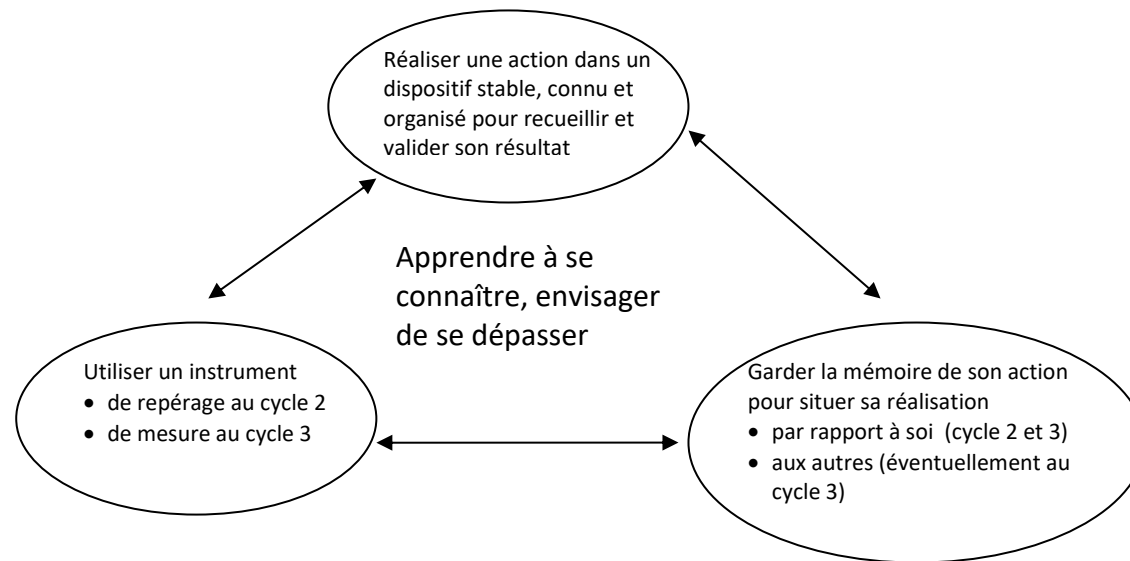 Réaliser une action dans un
dispositif stable, connu et
organisé pour recueillir et
valider son résultat
Apprendre à se
connaître, envisager
de se dépasser
Utiliser un instrument
• de repérage au cycle 2
• de mesure au cycle 3
Garder la mémoire de son action
pour situer sa réalisation
• par rapport à soi (cycle 2 et 3)
• aux autres (éventuellement au
cycle 3)